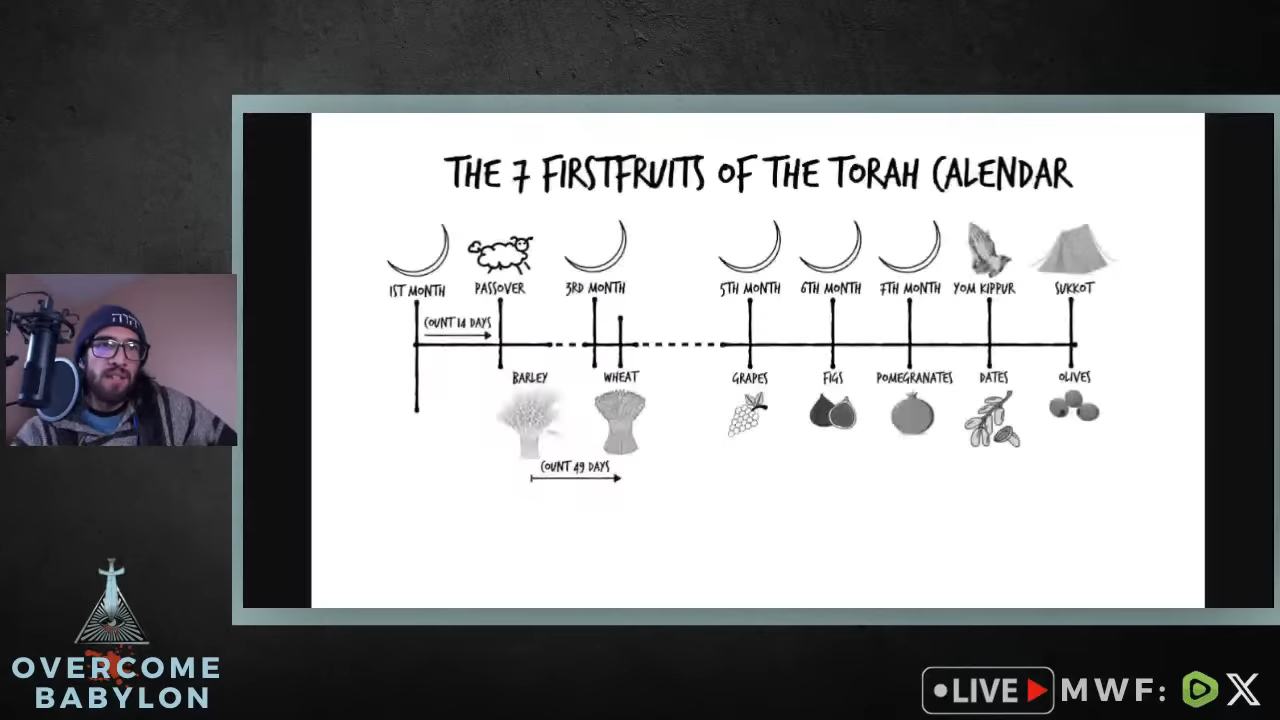 THE 7 FIRSTFRUITS OF THE TORAH CALENDAR
1ST MONTH PASSOVER 3RD MONTH 5TH MONTH 6TH MONTH 7TH MONTH YOM KIPPUR SUKKOT
COUNT 14 DAYS
BARLEY WHEAT GRAPES FIGS POMEGRANATES DATES OLIVES
COUNT 49 DAYS
OVERCOME
BABYLON
LIVE MWF: X